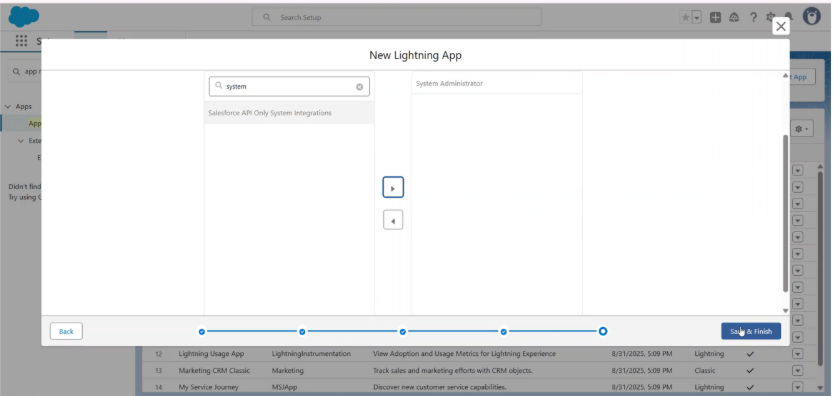 Search Setup
New Lightning App
app
App
Apps
App
Exte
E
Didn't find
Try using
system
System Administrator
Salesforce API Only System Integrations
Back
Save & Finish
12 Lightning Usage App LightningInstrumentation View Adoption and Usage Metrics for Lightning Experience 8/31/2025, 5:09 PM Lightning
13 Marketing CRM Classic Marketing Track sales and marketing efforts with CRM objects. 8/31/2025, 5:09 PM Classic
14 My Service Journey MSJApp Discover new customer service capabilities. 8/31/2025, 5:09 PM Lightning